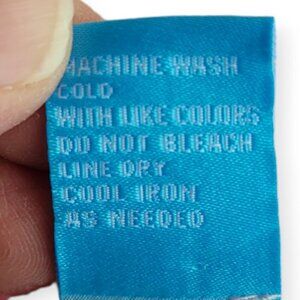 MACHINE WASH
COLD
WITH LIKE COLORS
DO NOT BLEACH
LINE DRY
COOL IRON
AS NEEDED